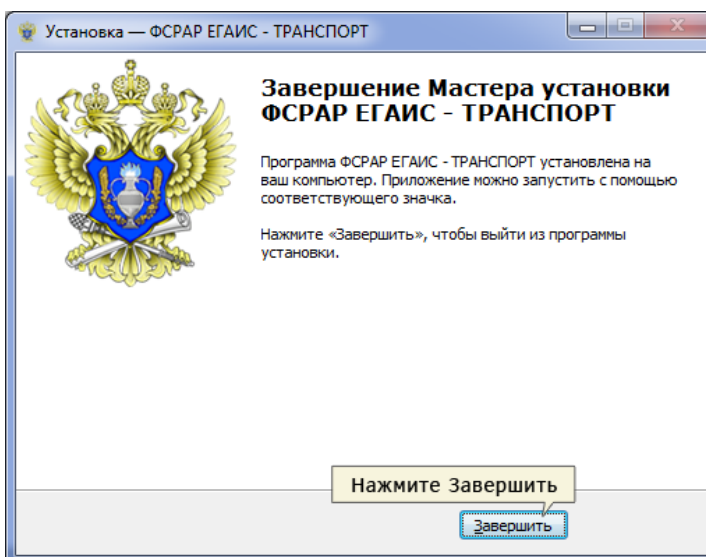 Установка — ФСРАР ЕГАИС - ТРАНСПОРТ
Завершение Мастера установки
ФСРАР ЕГАИС - ТРАНСПОРТ
Программа ФСРАР ЕГАИС - ТРАНСПОРТ установлена на
ваш компьютер. Приложение можно запустить с помощью
соответствующего значка.
Нажмите «Завершить», чтобы выйти из программы
установки.
Нажмите Завершить
Завершить